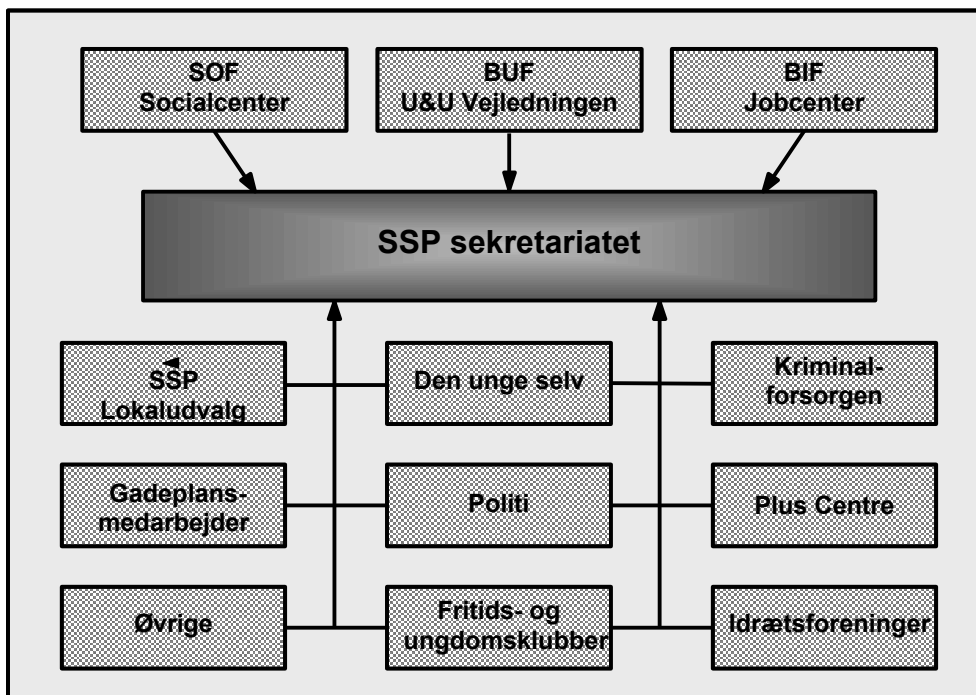 SOF
Socialcenter
BUF
U&U Vejledningen
BIF
Jobcenter
SSP sekretariatet
SSP
Lokaludvalg
Den unge selv
Kriminal-
forsorgen
Gadeplans-
medarbejder
Politi
Plus Centre
Øvrige
Fritids- og
ungdomsklubber
Idrætsforeninger